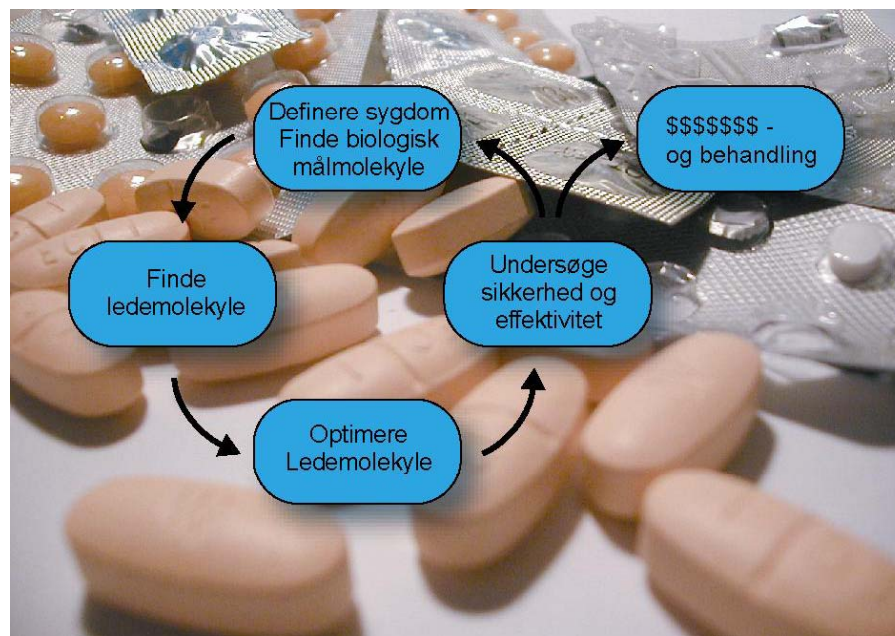 Definere sygdom
Finde biologisk
målmolekyle
$$$$$$$ -
og behandling
Finde
ledemolekyle
Undersøge
sikkerhed og
effektivitet
Optimere
Ledemolekyle